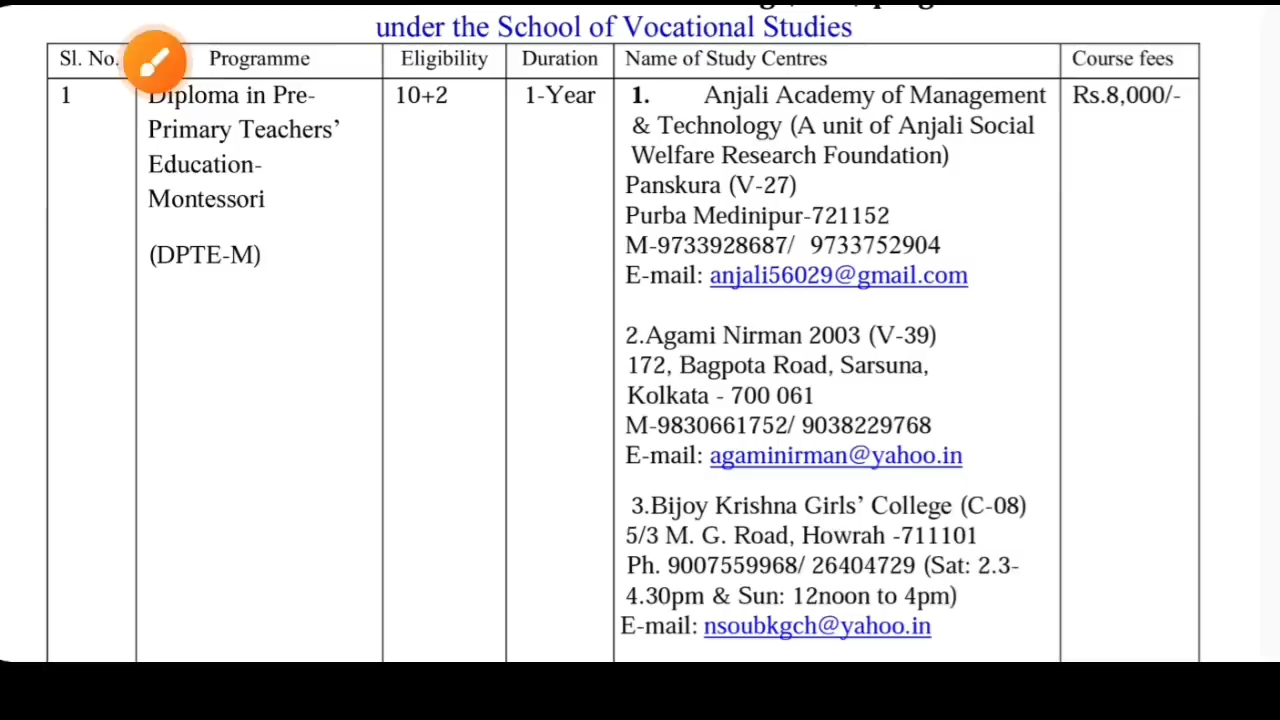 under the School of Vocational Studies
Sl. No. Programme Eligibility Duration Name of Study Centres Course fees
1 Diploma in Pre- 10+2 1-Year 1. Anjali Academy of Management Rs.8,000/-
Primary Teachers’ & Technology (A unit of Anjali Social
Education- Welfare Research Foundation)
Montessori Panskura (V-27)
Purba Medinipur-721152
(DPTE-M) M-9733928687/ 9733752904
E-mail: anjali56029@gmail.com
2.Agami Nirman 2003 (V-39)
172, Bagpota Road, Sarsuna,
Kolkata - 700 061
M-9830661752/ 9038229768
E-mail: agaminirman@yahoo.in
3.Bijoy Krishna Girls’ College (C-08)
5/3 M. G. Road, Howrah -711101
Ph. 9007559968/ 26404729 (Sat: 2.3-
4.30pm & Sun: 12noon to 4pm)
E-mail: nsoubkgch@yahoo.in